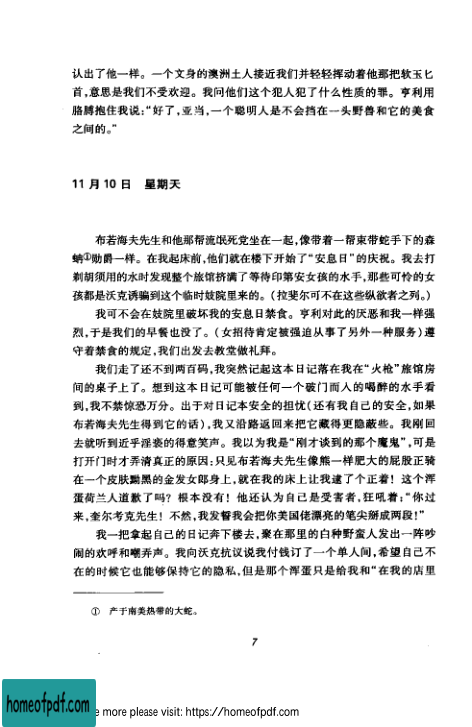 认出了他一样。一个文身的澳洲土人接近我们并轻轻挥动着他那把软玉匕
首,意思是我们不受欢迎。我问他们这个犯人犯了什么性质的罪。亨利用
胳膊抱住我说:“好了,亚当,一个聪明人是不会挡在一头野兽和它的美食
之间的。”
11月10日 星期天
布若海夫先生和他那帮流氓死党坐在一起,像带着一帮束带蛇手下的森
蚺①勋爵一样。在我起床前,他们就在楼下开始了“安息日”的庆祝。我去打
剃胡须用的水时发现整个旅馆挤满了等待印第安女孩的水手,那些可怜的女
孩都是沃克诱骗到这个临时妓院里来的。(拉斐尔可不在这些纵欲者之列。)
我可不会在妓院里破坏我的安息日禁食。亨利对此的厌恶和我一样强
烈,于是我们的早餐也没了。(女招待肯定被强迫从事了另外一种服务)遵
守着禁食的规定,我们出发去教堂做礼拜。
我们走了还不到两百码,我突然记起这本日记落在我在“火枪”旅馆房
间的桌子上了。想到这本日记可能被任何一个破门而入的喝醉的水手看
到,我不禁惊恐万分。出于对日记本安全的担忧(还有我自己的安全,如果
布若海夫先生得到它的话),我又沿路返回来把它藏得更隐蔽些。我刚回
去就听到近乎淫亵的得意笑声。我以为我是“刚才谈到的那个魔鬼”,可是
打开门时才弄清真正的原因:只见布若海夫先生像熊一样肥大的屁股正骑
在一个皮肤黝黑的金发女郎身上,就在我的床上让我逮了个正着!这个浑
蛋荷兰人道歉了吗?根本没有!他还认为自己是受害者,狂吼着:“你过
来,奎尔考克先生!不然,我发誓我会把你美国佬漂亮的笔尖掰成两段!”
我一把拿起自己的日记奔下楼去,聚在那里的白种野蛮人发出一阵吵
闹的欢呼和嘲弄声。我向沃克抗议说我付钱订了一个单人间,希望自己不
在的时候它也能够保持它的隐私,但是那个浑蛋只是给我和“在我的店里
① 产于南美热带的大蛇。
7
homeofpdf.com
e more please visit: https://homeofpdf.com